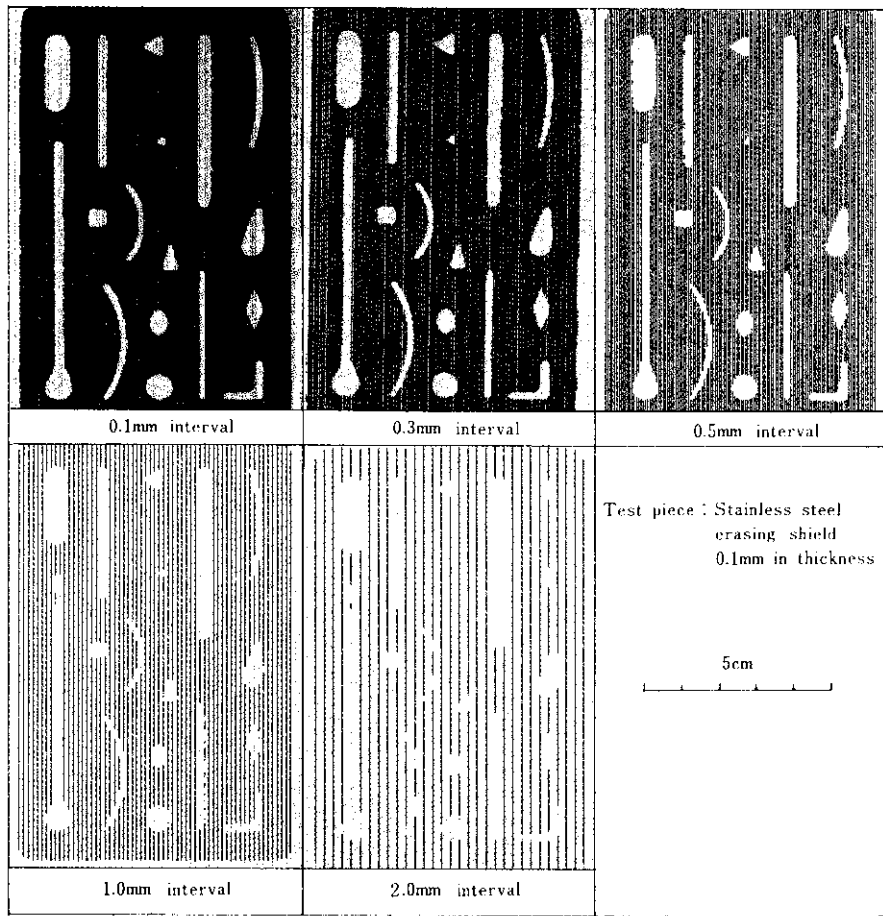 0.1mm interval
0.3mm interval
0.5mm interval
Test piece : Stainless steel
erasing shield
0.1mm in thickness
5cm
1.0mm interval
2.0mm interval